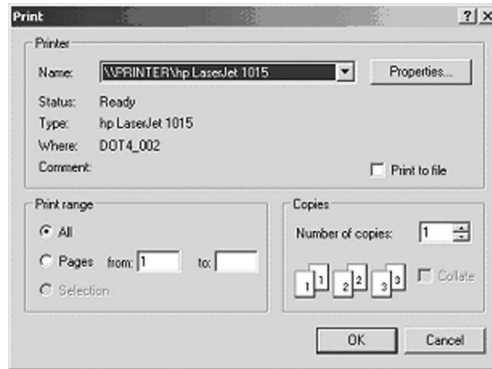 Print
Printer
Name: \\PRINTER\hp LaserJet 1015 Properties...
Status: Ready
Type: hp LaserJet 1015
Where: DOT4_002
Comment: Print to file
Print range
All
Pages from: 1 to:
Selection
Copies
Number of copies: 1
1 1 2 2 3 3 Collate
OK Cancel